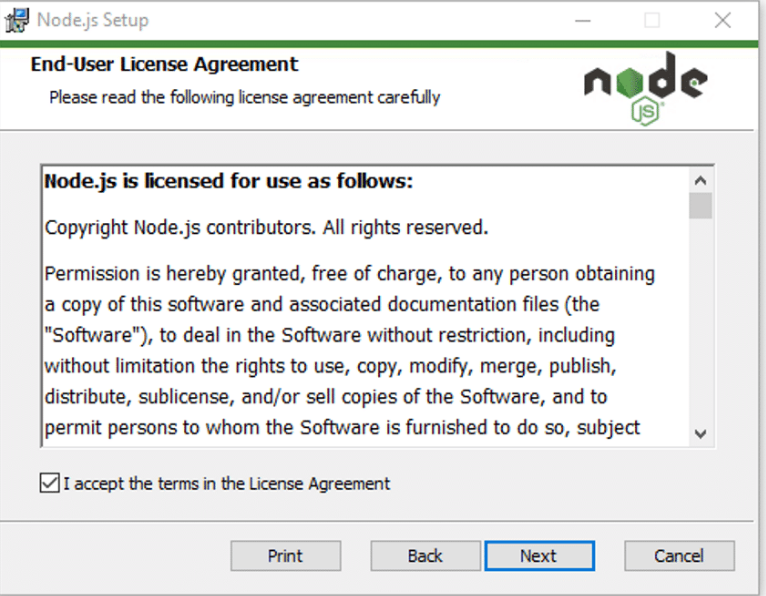 Node.js Setup
End-User License Agreement
Please read the following license agreement carefully
node
JS
Node.js is licensed for use as follows:
Copyright Node.js contributors. All rights reserved.
Permission is hereby granted, free of charge, to any person obtaining
a copy of this software and associated documentation files (the
"Software"), to deal in the Software without restriction, including
without limitation the rights to use, copy, modify, merge, publish,
distribute, sublicense, and/or sell copies of the Software, and to
permit persons to whom the Software is furnished to do so, subject
I accept the terms in the License Agreement
Print Back Next Cancel